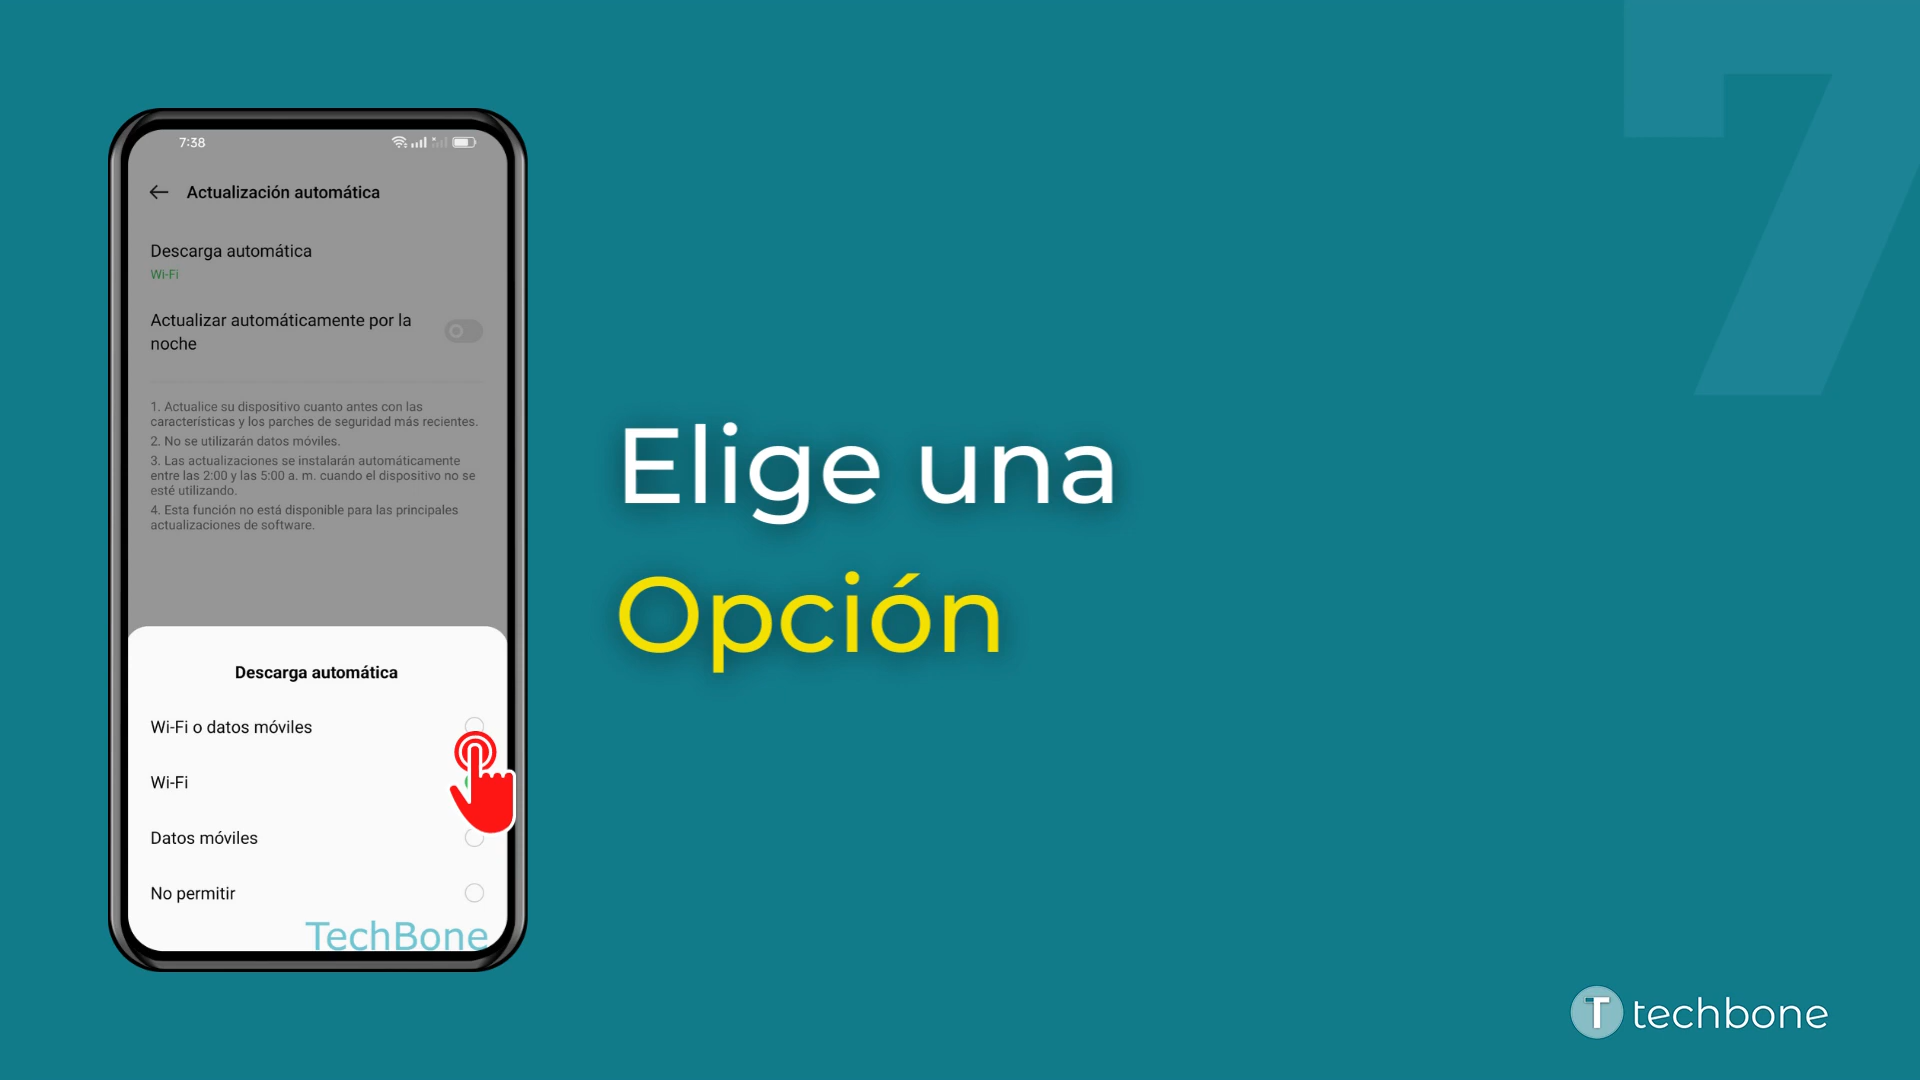 7
7:38
Actualización automática
Descarga automática
Wi-Fi
Actualizar automáticamente por la
noche
1. Actualice su dispositivo cuanto antes con las
características y los parches de seguridad más recientes.
2. No se utilizarán datos móviles.
3. Las actualizaciones se instalarán automáticamente
entre las 2:00 y las 5:00 a. m. cuando el dispositivo no se
esté utilizando.
4. Esta función no está disponible para las principales
actualizaciones de software.
Descarga automática
Wi-Fi o datos móviles
Wi-Fi
Datos móviles
No permitir
TechBone
Elige una
Opción
T techbone